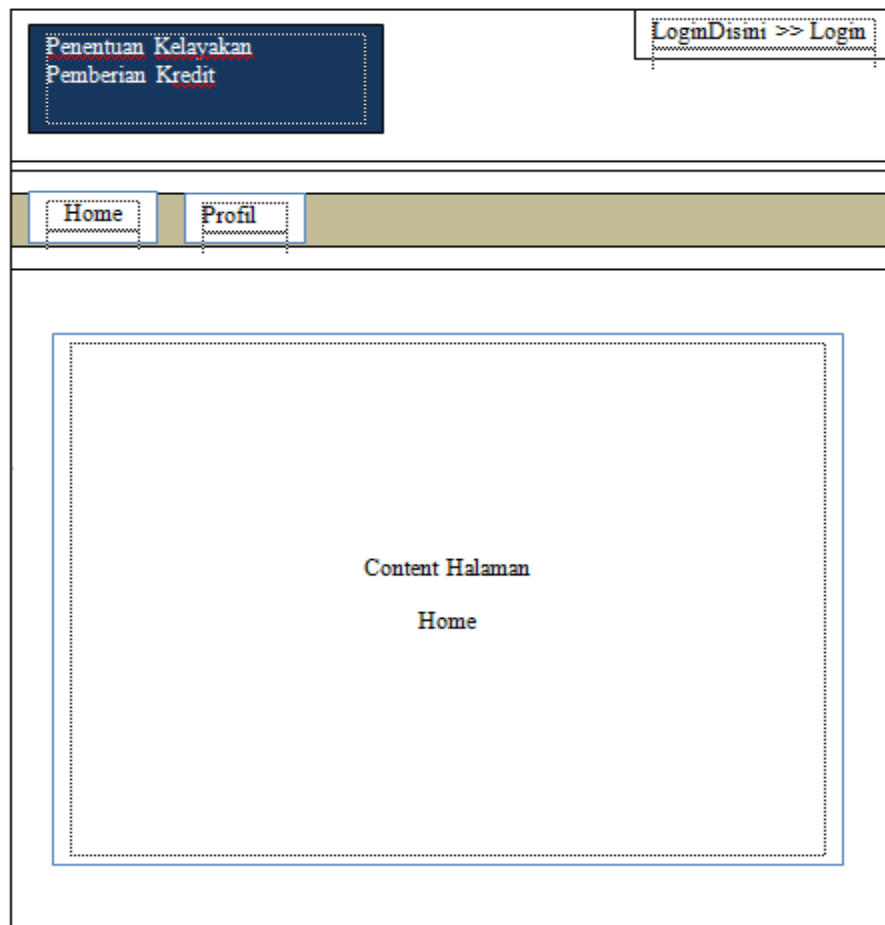 Penentuan Kelayakan
Pemberian Kredit
LoginDisini >> Login
Home
Profil
Content Halaman
Home